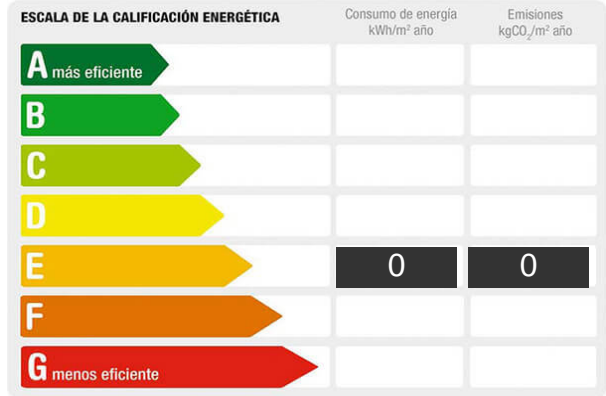 ESCALA DE LA CALIFICACIÓN ENERGÉTICA
Consumo de energía
kWh/m² año
Emisiones
kgCO₂/m² año
A más eficiente
B
C
D
E 0 0
F
G menos eficiente